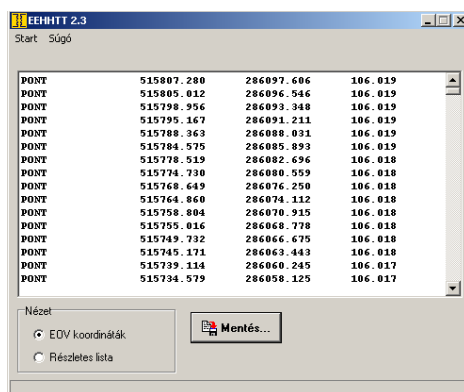 EEHHTT 2.3
Start Súgó
PONT 515807.280 286097.606 106.019
PONT 515805.012 286096.546 106.019
PONT 515798.956 286093.348 106.019
PONT 515795.167 286091.211 106.019
PONT 515788.363 286088.031 106.019
PONT 515784.575 286085.893 106.019
PONT 515778.519 286082.696 106.018
PONT 515774.730 286080.559 106.018
PONT 515768.649 286076.250 106.018
PONT 515764.860 286074.112 106.018
PONT 515758.804 286070.915 106.018
PONT 515755.016 286068.778 106.018
PONT 515749.732 286066.675 106.018
PONT 515745.171 286063.443 106.018
PONT 515739.114 286060.245 106.017
PONT 515734.579 286058.125 106.017
Nézet
EOV koordináták
Részletes lista
Mentés...